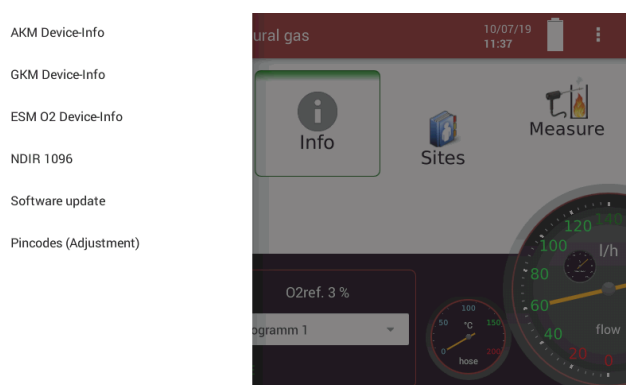 AKM Device-Info
GKM Device-Info
ESM O2 Device-Info
NDIR 1096
Software update
Pincodes (Adjustment)
ural gas
10/07/19
11:37
Info
Sites
Measure
O2ref. 3 %
ogramm 1
0
50
100
150
200
°C
hose
0
20
40
60
80
100
120
140
l/h
flow